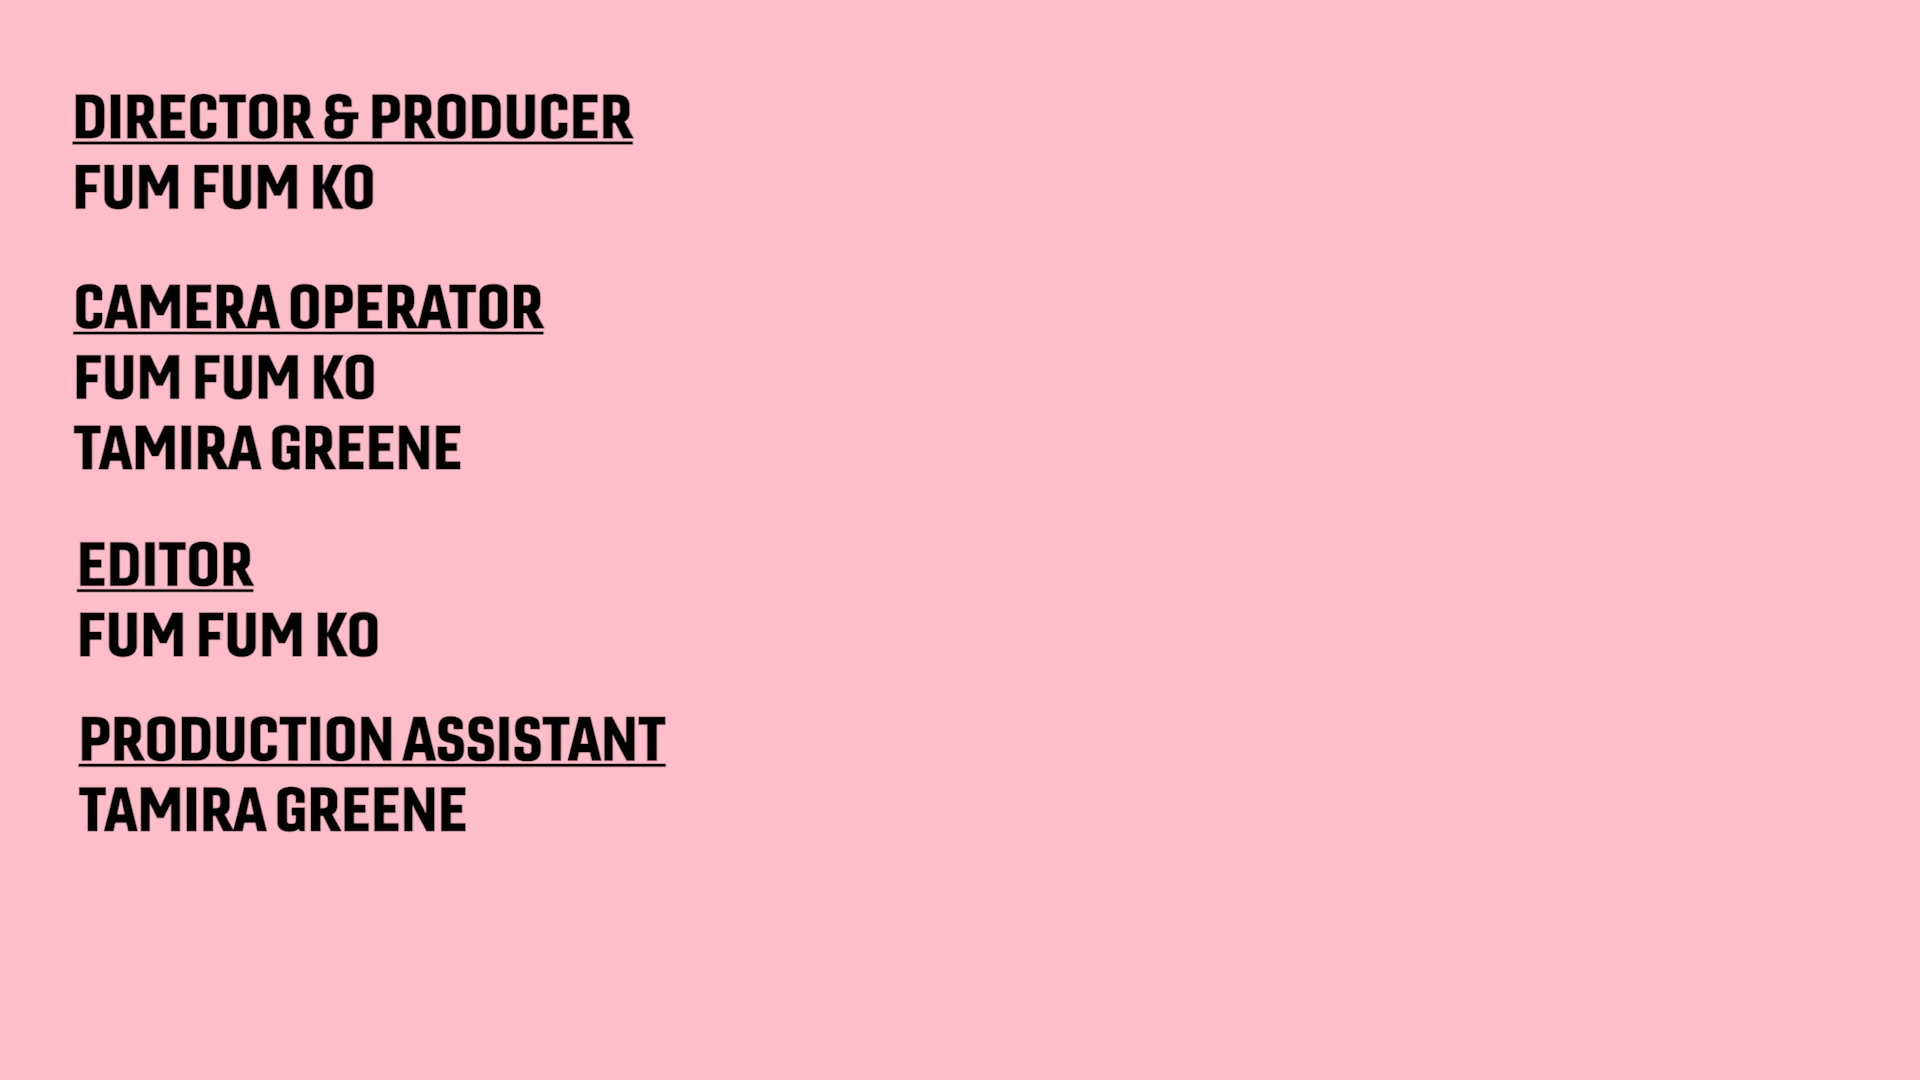 DIRECTOR & PRODUCER
FUM FUM KO
CAMERA OPERATOR
FUM FUM KO
TAMIRA GREENE
EDITOR
FUM FUM KO
PRODUCTION ASSISTANT
TAMIRA GREENE